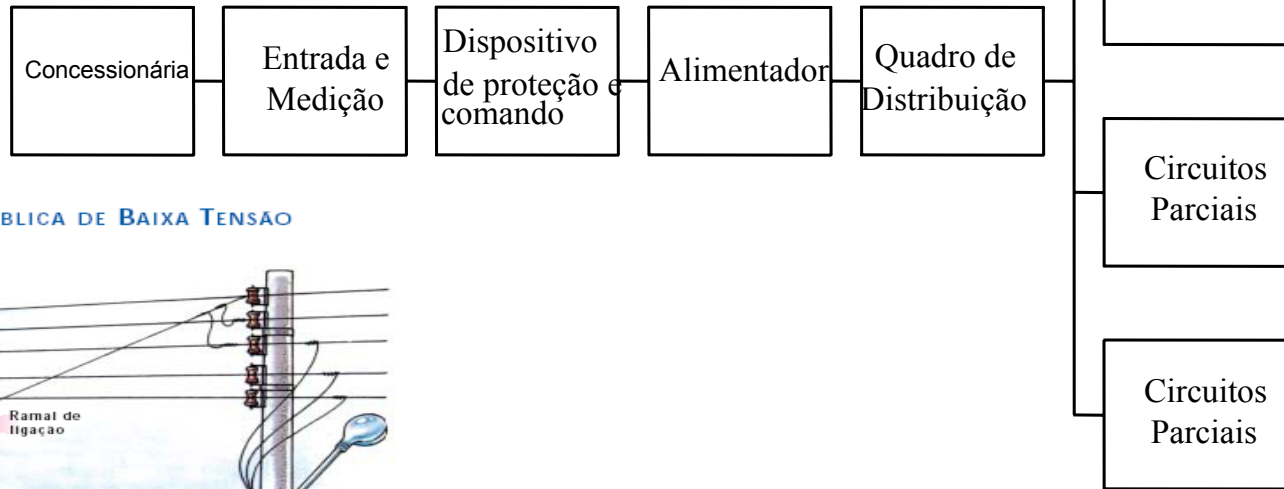 Concessionária
Entrada e
Medição
Dispositivo
de proteção e
comando
Alimentador
Quadro de
Distribuição
Circuitos
Parciais
BLICA DE BAIXA TENSÃO
Ramal de
ligação
Circuitos
Parciais